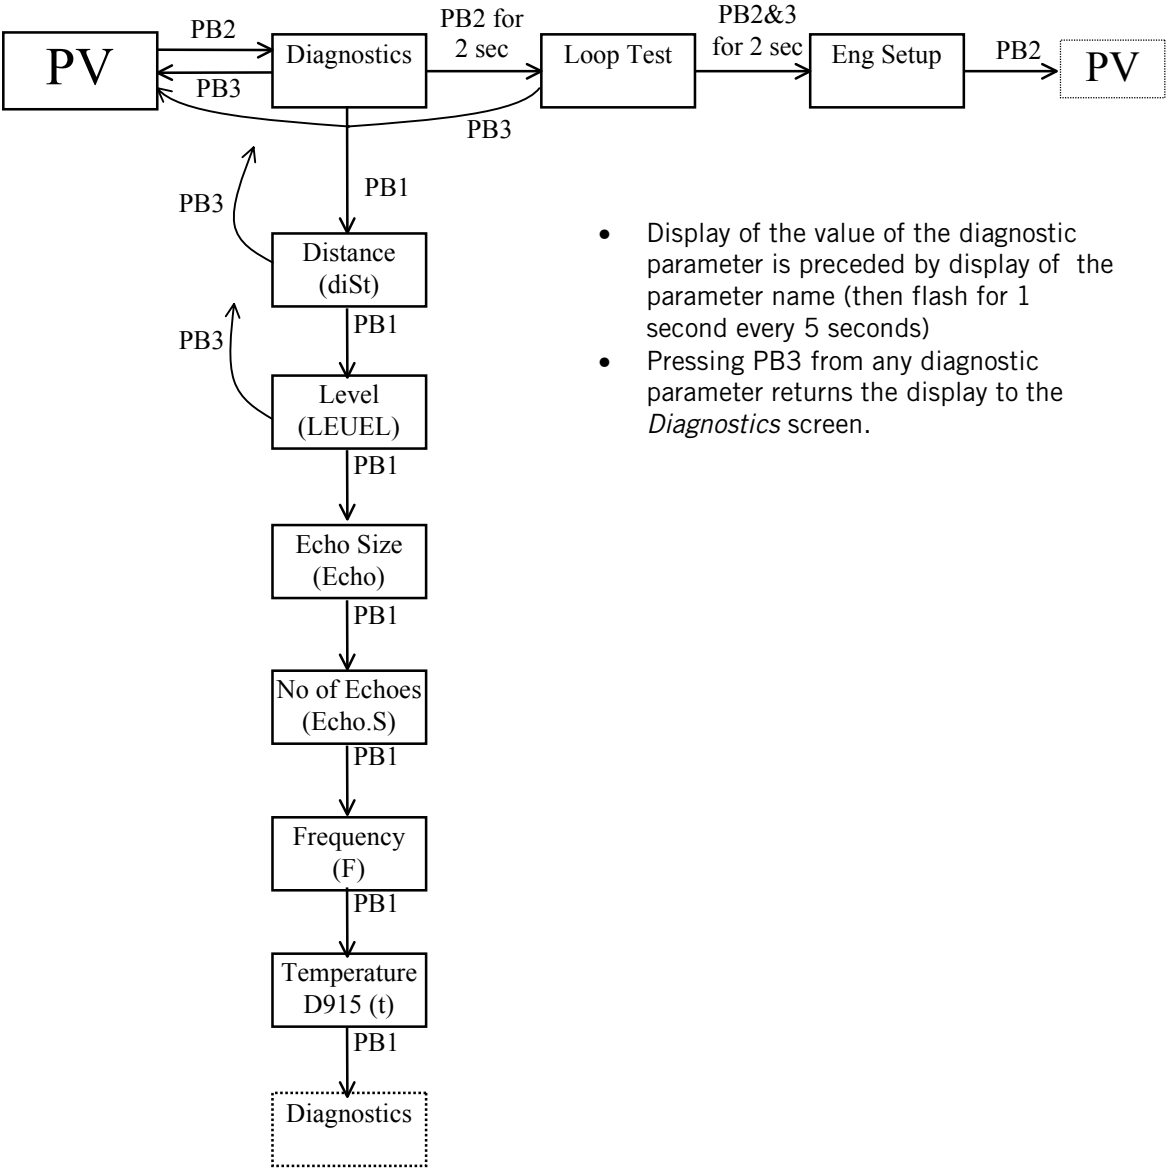 PV
PB2
PB3
Diagnostics
PB2 for
2 sec
Loop Test
PB2&3
for 2 sec
Eng Setup
PB2
PV
PB3
PB1
PB3
Distance
(diSt)
PB1
PB3
Level
(LEUEL)
PB1
Echo Size
(Echo)
PB1
No of Echoes
(Echo.S)
PB1
Frequency
(F)
PB1
Temperature
D915 (t)
PB1
Diagnostics
• Display of the value of the diagnostic
parameter is preceded by display of the
parameter name (then flash for 1
second every 5 seconds)
• Pressing PB3 from any diagnostic
parameter returns the display to the
Diagnostics screen.